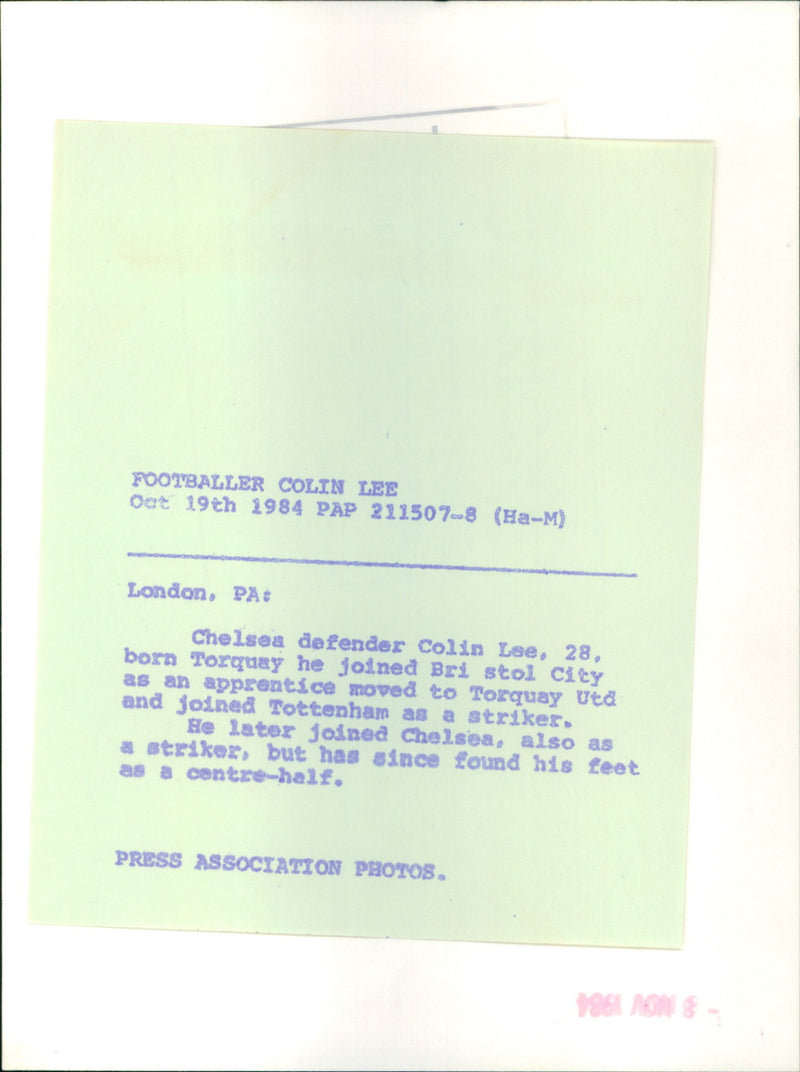 FOOTBALLER COLIN LEE
Oct 19th 1984 PAP 211507-8 (Ha-M)
London, PA:
Chelsea defender Colin Lee, 28,
born Torquay he joined Bri stol City
as an apprentice moved to Torquay Utd
and joined Tottenham as a striker.
He later joined Chelsea, also as
a striker, but has since found his feet
as a centre-half.
PRESS ASSOCIATION PHOTOS.
- 8 NOV 1984